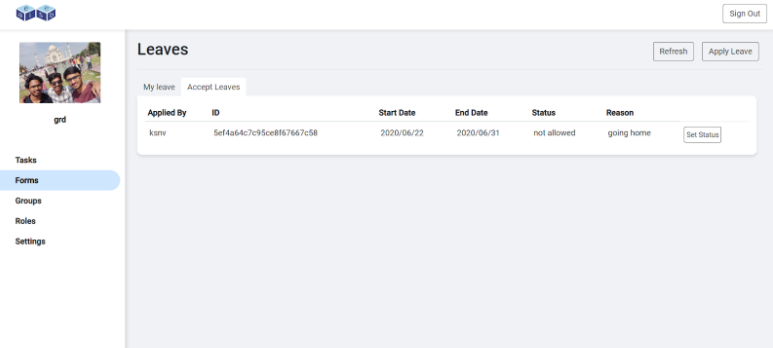 Sign Out
Leaves
Refresh
Apply Leave
My leave
Accept Leaves
grd
Applied By ID Start Date End Date Status Reason
ksnv 5ef4a64c7c95ce8f67667c58 2020/06/22 2020/06/31 not allowed going home Set Status
Tasks
Forms
Groups
Roles
Settings